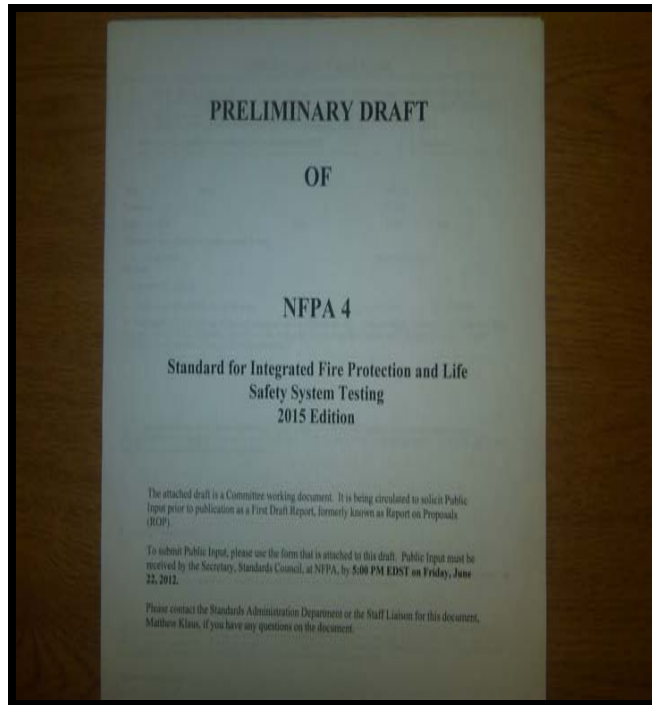 PRELIMINARY DRAFT
OF
NFPA 4
Standard for Integrated Fire Protection and Life
Safety System Testing
2015 Edition
The attached draft is a Committee working document. It is being circulated to solicit Public
Input prior to publication as a First Draft Report, formerly known as Report on Proposals
(ROP).
To submit Public Input, please use the form that is attached to this draft. Public Input must be
received by the Secretary, Standards Council, at NFPA, by 5:00 PM EDST on Friday, June
22, 2012.
Please contact the Standards Administration Department or the Staff Liaison for this document,
Matthew Klaus, if you have any questions on the document.